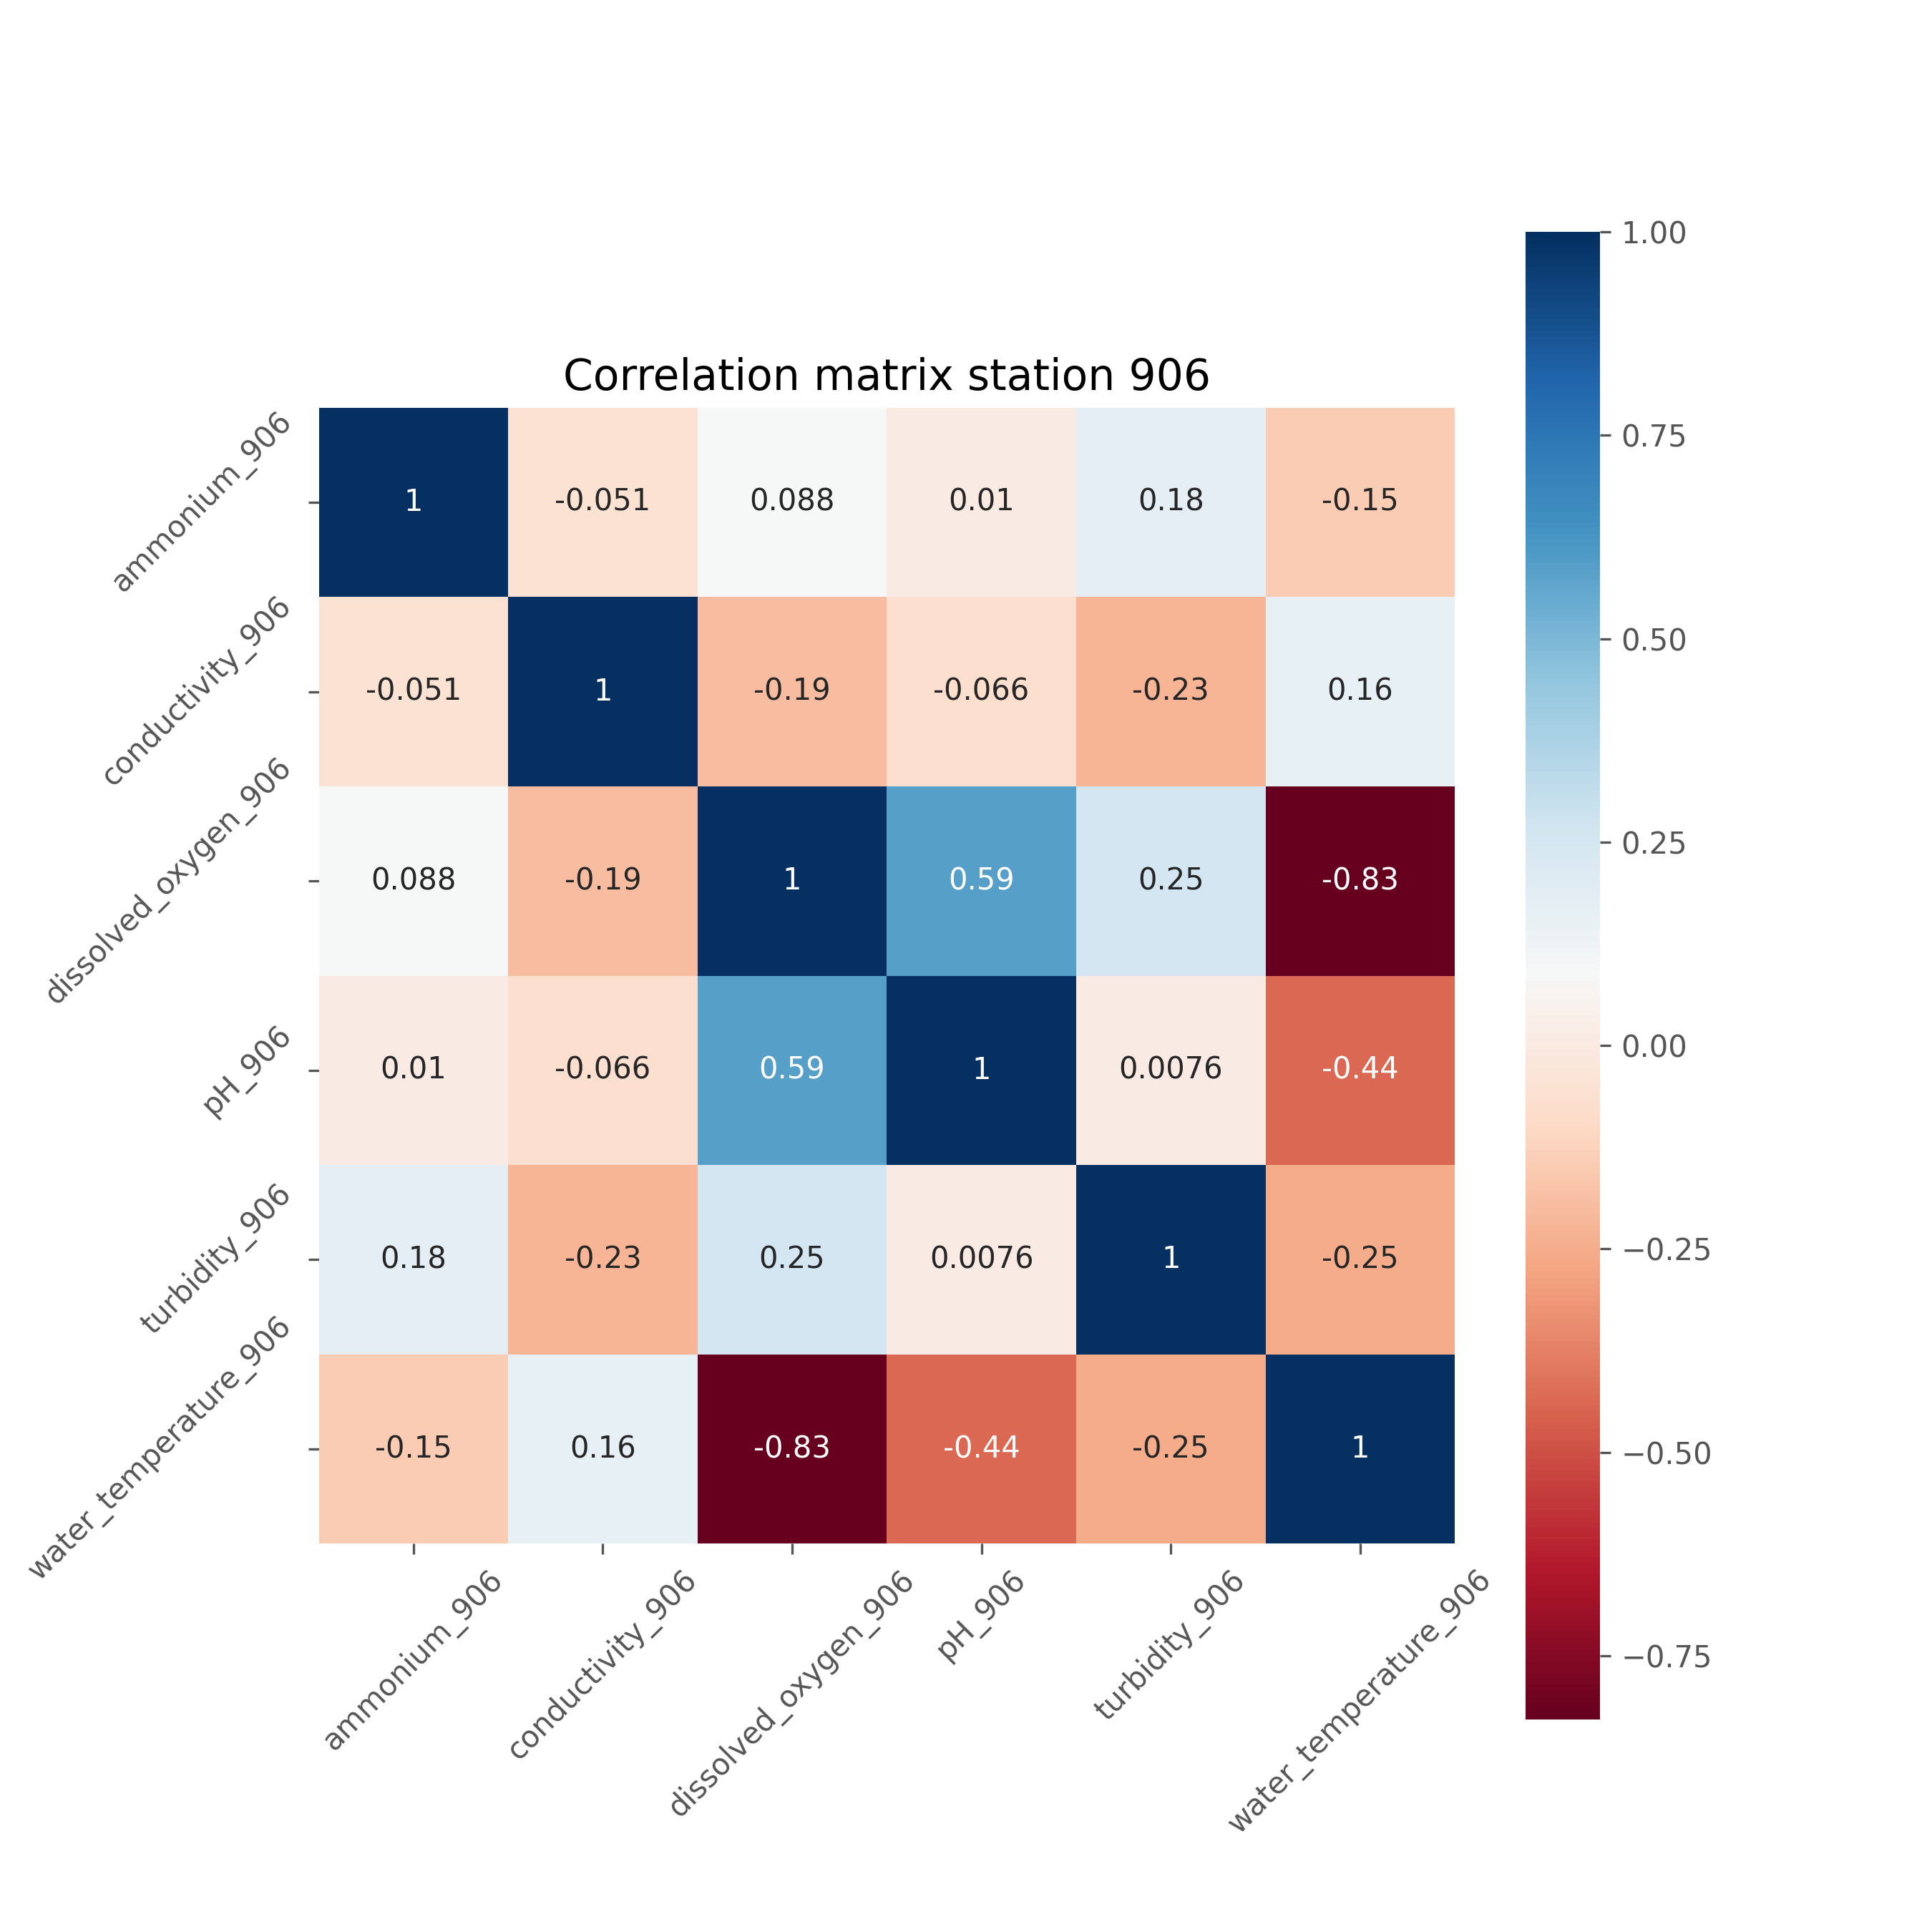 Correlation matrix station 906
ammonium_906
1 -0.051 0.088 0.01 0.18 -0.15
conductivity_906
-0.051 1 -0.19 -0.066 -0.23 0.16
dissolved_oxygen_906
0.088 -0.19 1 0.59 0.25 -0.83
pH_906
0.01 -0.066 0.59 1 0.0076 -0.44
turbidity_906
0.18 -0.23 0.25 0.0076 1 -0.25
water_temperature_906
-0.15 0.16 -0.83 -0.44 -0.25 1
ammonium_906
conductivity_906
dissolved_oxygen_906
pH_906
turbidity_906
water_temperature_906
1.00
0.75
0.50
0.25
0.00
−0.25
−0.50
−0.75